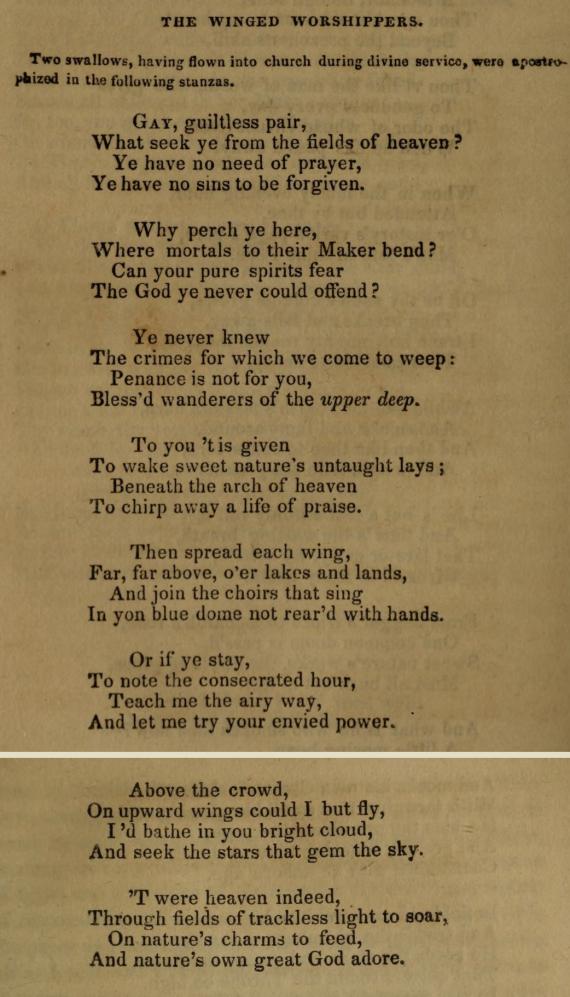 THE WINGED WORSHIPPERS.
Two swallows, having flown into church during divine service, were apostro-
phized in the following stanzas.
GAY, guiltless pair,
What seek ye from the fields of heaven?
Ye have no need of prayer,
Ye have no sins to be forgiven.
Why perch ye here,
Where mortals to their Maker bend?
Can your pure spirits fear
The God ye never could offend?
Ye never knew
The crimes for which we come to weep:
Penance is not for you,
Bless'd wanderers of the upper deep.
To you 't is given
To wake sweet nature's untaught lays;
Beneath the arch of heaven
To chirp away a life of praise.
Then spread each wing,
Far, far above, o'er lakes and lands,
And join the choirs that sing
In yon blue dome not rear'd with hands.
Or if ye stay,
To note the consecrated hour,
Teach me the airy way,
And let me try your envied power.
Above the crowd,
On upward wings could I but fly,
I 'd bathe in you bright cloud,
And seek the stars that gem the sky.
'T were heaven indeed,
Through fields of trackless light to soar,
On nature's charms to feed,
And nature's own great God adore.